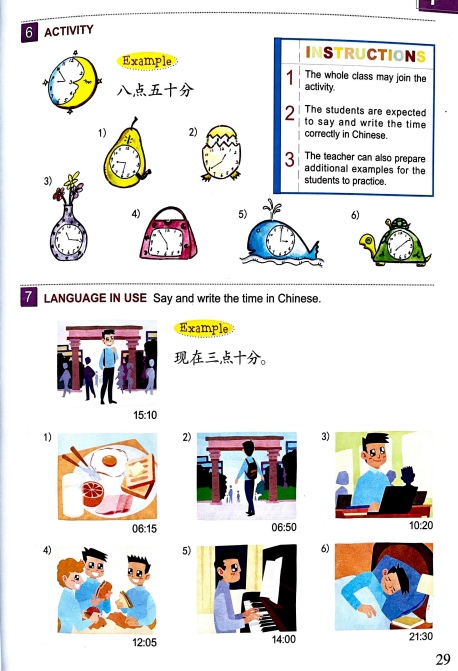 6 ACTIVITY
Example
八点五十分
INSTRUCTIONS
1 The whole class may join the
activity.
2 The students are expected
to say and write the time
correctly in Chinese.
3 The teacher can also prepare
additional examples for the
students to practice.
1)
2)
3)
4)
5)
6)
7 LANGUAGE IN USE Say and write the time in Chinese.
Example
现在三点十分。
15:10
1)
06:15
2)
06:50
3)
10:20
4)
12:05
5)
14:00
6)
21:30
29